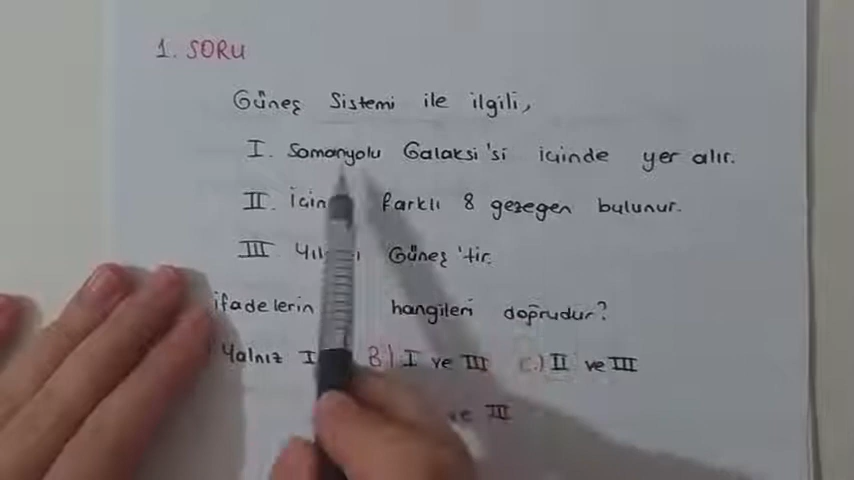 1. SORU
Güneş Sistemi ile ilgili,
I. Samanyolu Galaksi'si içinde yer alır.
II. farklı 8 gezegen bulunur.
III Güneş'tir.
ifadelerin hangileri doğrudur?
Yalnız I B) I ve III C.) II ve III
ve III